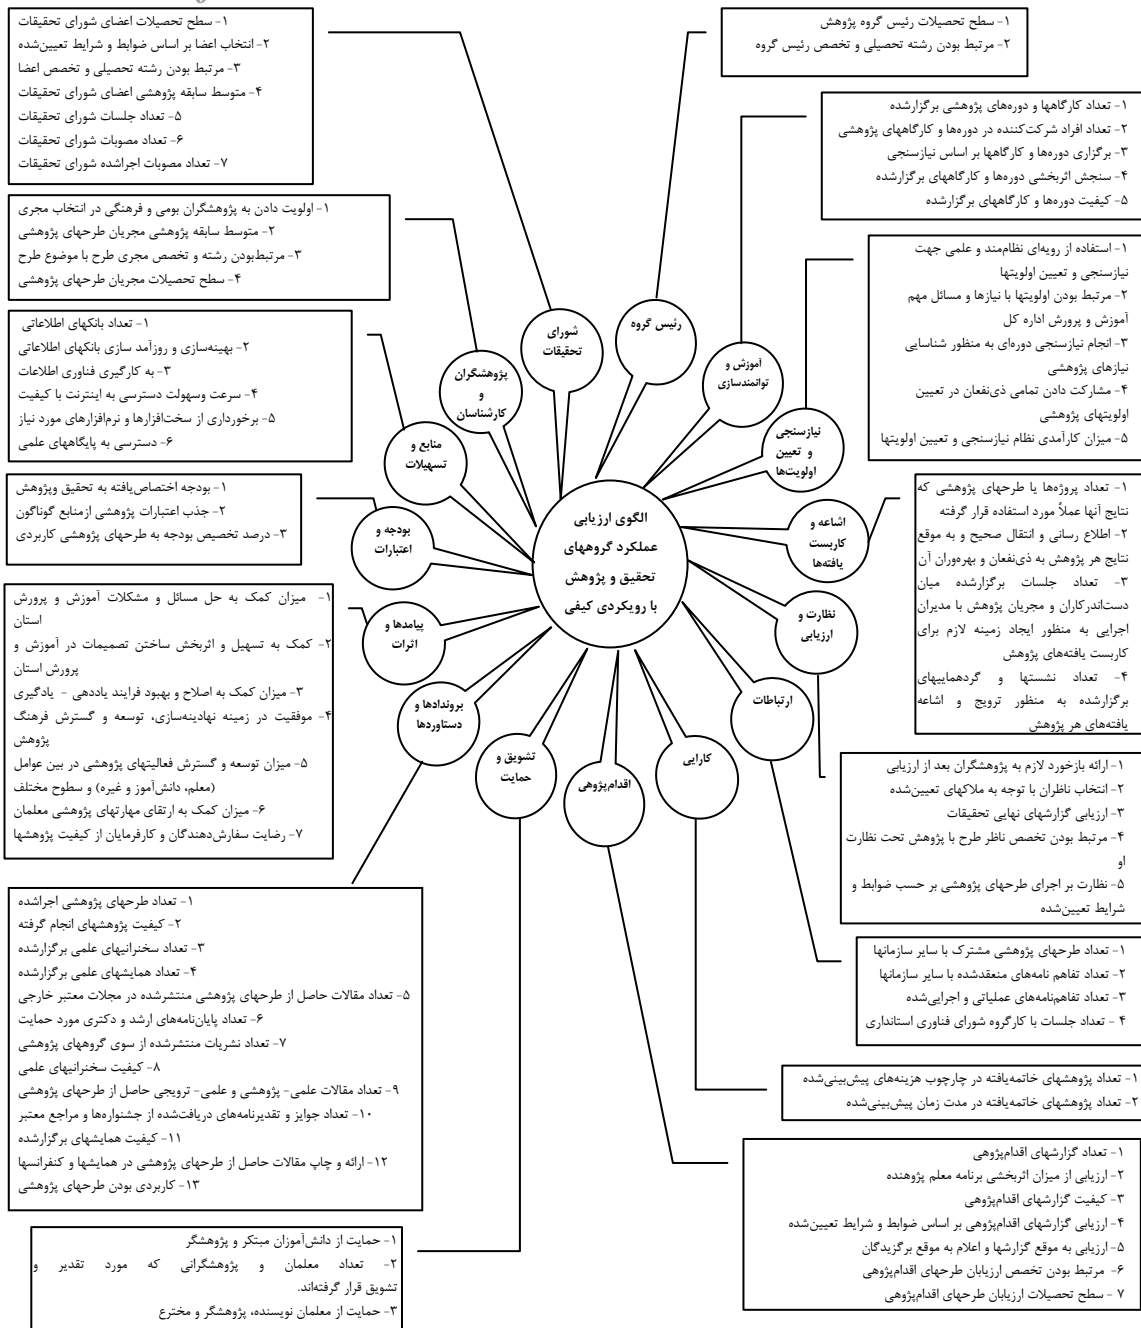 ۱- سطح تحصیلات رئیس گروه پژوهش
۲- مرتبط بودن رشته تحصیلی و تخصص رئیس گروه
۱- تعداد کارگاهها و دوره‌های پژوهشی برگزارشده
۲- تعداد افراد شرکت‌کننده در دوره‌ها و کارگاههای پژوهشی
۳- برگزاری دوره‌ها و کارگاهها بر اساس نیازسنجی
۴- سنجش اثربخشی دوره‌ها و کارگاههای برگزارشده
۵- کیفیت دوره‌ها و کارگاههای برگزارشده
۱- استفاده از رویه‌ای نظام‌مند و علمی جهت
نیازسنجی و تعیین اولویتها
۲- مرتبط بودن اولویتها با نیازها و مسائل مهم
آموزش و پرورش اداره کل
۳- انجام نیازسنجی دوره‌ای به منظور شناسایی
نیازهای پژوهشی
۴- مشارکت دادن تمامی ذی‌نفعان در تعیین
اولویتهای پژوهشی
۵- میزان کارآمدی نظام نیازسنجی و تعیین اولویتها
۱- تعداد پروژه‌ها یا طرحهای پژوهشی که
نتایج آنها عملاً مورد استفاده قرار گرفته
۲- اطلاع رسانی و انتقال صحیح و به موقع
نتایج هر پژوهش به ذی‌نفعان و بهره‌وران آن
۳- تعداد جلسات برگزارشده میان
دست‌اندرکاران و مجریان پژوهش با مدیران
اجرایی به منظور ایجاد زمینه لازم برای
کاربست یافته‌های پژوهش
۴- تعداد نشستها و گردهماییهای
برگزارشده به منظور ترویج و اشاعه
یافته‌های هر پژوهش
۱- ارائه بازخورد لازم به پژوهشگران بعد از ارزیابی
۲- انتخاب ناظران با توجه به ملاکهای تعیین‌شده
۳- ارزیابی گزارشهای نهایی تحقیقات
۴- مرتبط بودن تخصص ناظر طرح با پژوهش تحت نظارت
او
۵- نظارت بر اجرای طرحهای پژوهشی بر حسب ضوابط و
شرایط تعیین‌شده
۱- تعداد طرحهای پژوهشی مشترک با سایر سازمانها
۲- تعداد تفاهم نامه‌های منعقدشده با سایر سازمانها
۳- تعداد تفاهم‌نامه‌های عملیاتی و اجرایی‌شده
۴ - تعداد جلسات با کارگروه شورای فناوری استانداری
۱- تعداد پژوهشهای خاتمه‌یافته در چارچوب هزینه‌های پیش‌بینی‌شده
۲- تعداد پژوهشهای خاتمه‌یافته در مدت زمان پیش‌بینی‌شده
۱- تعداد گزارشهای اقدام‌پژوهی
۲- ارزیابی از میزان اثربخشی برنامه معلم پژوهنده
۳- کیفیت گزارشهای اقدام‌پژوهی
۴- ارزیابی گزارشهای اقدام‌پژوهی بر اساس ضوابط و شرایط تعیین‌شده
۵- ارزیابی به موقع گزارشها و اعلام به موقع برگزیدگان
۶- مرتبط بودن تخصص ارزیابان طرحهای اقدام‌پژوهی
۷ - سطح تحصیلات ارزیابان طرحهای اقدام‌پژوهی
رئیس گروه
آموزش و
توانمندسازی
نیازسنجی
و تعیین
اولویت‌ها
اشاعه و
کاربست
یافته‌ها
نظارت و
ارزیابی
ارتباطات
کارایی
اقدام‌پژوهی
تشویق و
حمایت
بروندادها و
دستاوردها
پیامدها و
اثرات
بودجه و
اعتبارات
منابع و
تسهیلات
پژوهشگران
و
کارشناسان
شورای
تحقیقات
الگوی ارزیابی
عملکرد گروههای
تحقیق و پژوهش
با رویکردی کیفی
۱- سطح تحصیلات اعضای شورای تحقیقات
۲- انتخاب اعضا بر اساس ضوابط و شرایط تعیین‌شده
۳- مرتبط بودن رشته تحصیلی و تخصص اعضا
۴- متوسط سابقه پژوهشی اعضای شورای تحقیقات
۵- تعداد جلسات شورای تحقیقات
۶- تعداد مصوبات شورای تحقیقات
۷- تعداد مصوبات اجراشده شورای تحقیقات
۱- اولویت دادن به پژوهشگران بومی و فرهنگی در انتخاب مجری
۲- متوسط سابقه پژوهشی مجریان طرحهای پژوهشی
۳- مرتبط‌بودن رشته و تخصص مجری طرح با موضوع طرح
۴- سطح تحصیلات مجریان طرحهای پژوهشی
۱- تعداد بانکهای اطلاعاتی
۲- بهینه‌سازی و روزآمد سازی بانکهای اطلاعاتی
۳- به کارگیری فناوری اطلاعات
۴- سرعت وسهولت دسترسی به اینترنت با کیفیت
۵- برخورداری از سخت‌افزارها و نرم‌افزارهای مورد نیاز
۶- دسترسی به پایگاههای علمی
۱- بودجه اختصاص‌یافته به تحقیق وپژوهش
۲- جذب اعتبارات پژوهشی ازمنابع گوناگون
۳- درصد تخصیص بودجه به طرحهای پژوهشی کاربردی
۱- میزان کمک به حل مسائل و مشکلات آموزش و پرورش
استان
۲- کمک به تسهیل و اثربخش ساختن تصمیمات در آموزش و
پرورش استان
۳- میزان کمک به اصلاح و بهبود فرایند یاددهی - یادگیری
۴- موفقیت در زمینه نهادینه‌سازی، توسعه و گسترش فرهنگ
پژوهش
۵- میزان توسعه و گسترش فعالیتهای پژوهشی در بین عوامل
(معلم، دانش‌آموز و غیره) و سطوح مختلف
۶- میزان کمک به ارتقای مهارتهای پژوهشی معلمان
۷- رضایت سفارش‌دهندگان و کارفرمایان از کیفیت پژوهشها
۱- تعداد طرحهای پژوهشی اجراشده
۲- کیفیت پژوهشهای انجام گرفته
۳- تعداد سخنرانیهای علمی برگزارشده
۴- تعداد همایشهای علمی برگزارشده
۵- تعداد مقالات حاصل از طرحهای پژوهشی منتشرشده در مجلات معتبر خارجی
۶- تعداد پایان‌نامه‌های ارشد و دکتری مورد حمایت
۷- تعداد نشریات منتشرشده از سوی گروههای پژوهشی
۸- کیفیت سخنرانیهای علمی
۹- تعداد مقالات علمی- پژوهشی و علمی- ترویجی حاصل از طرحهای پژوهشی
۱۰- تعداد جوایز و تقدیرنامه‌های دریافت‌شده از جشنواره‌ها و مراجع معتبر
۱۱- کیفیت همایشهای برگزارشده
۱۲- ارائه و چاپ مقالات حاصل از طرحهای پژوهشی در همایشها و کنفرانسها
۱۳- کاربردی بودن طرحهای پژوهشی
۱- حمایت از دانش‌آموزان مبتکر و پژوهشگر
۲- تعداد معلمان و پژوهشگرانی که مورد تقدیر و
تشویق قرار گرفته‌اند.
۳- حمایت از معلمان نویسنده، پژوهشگر و مخترع